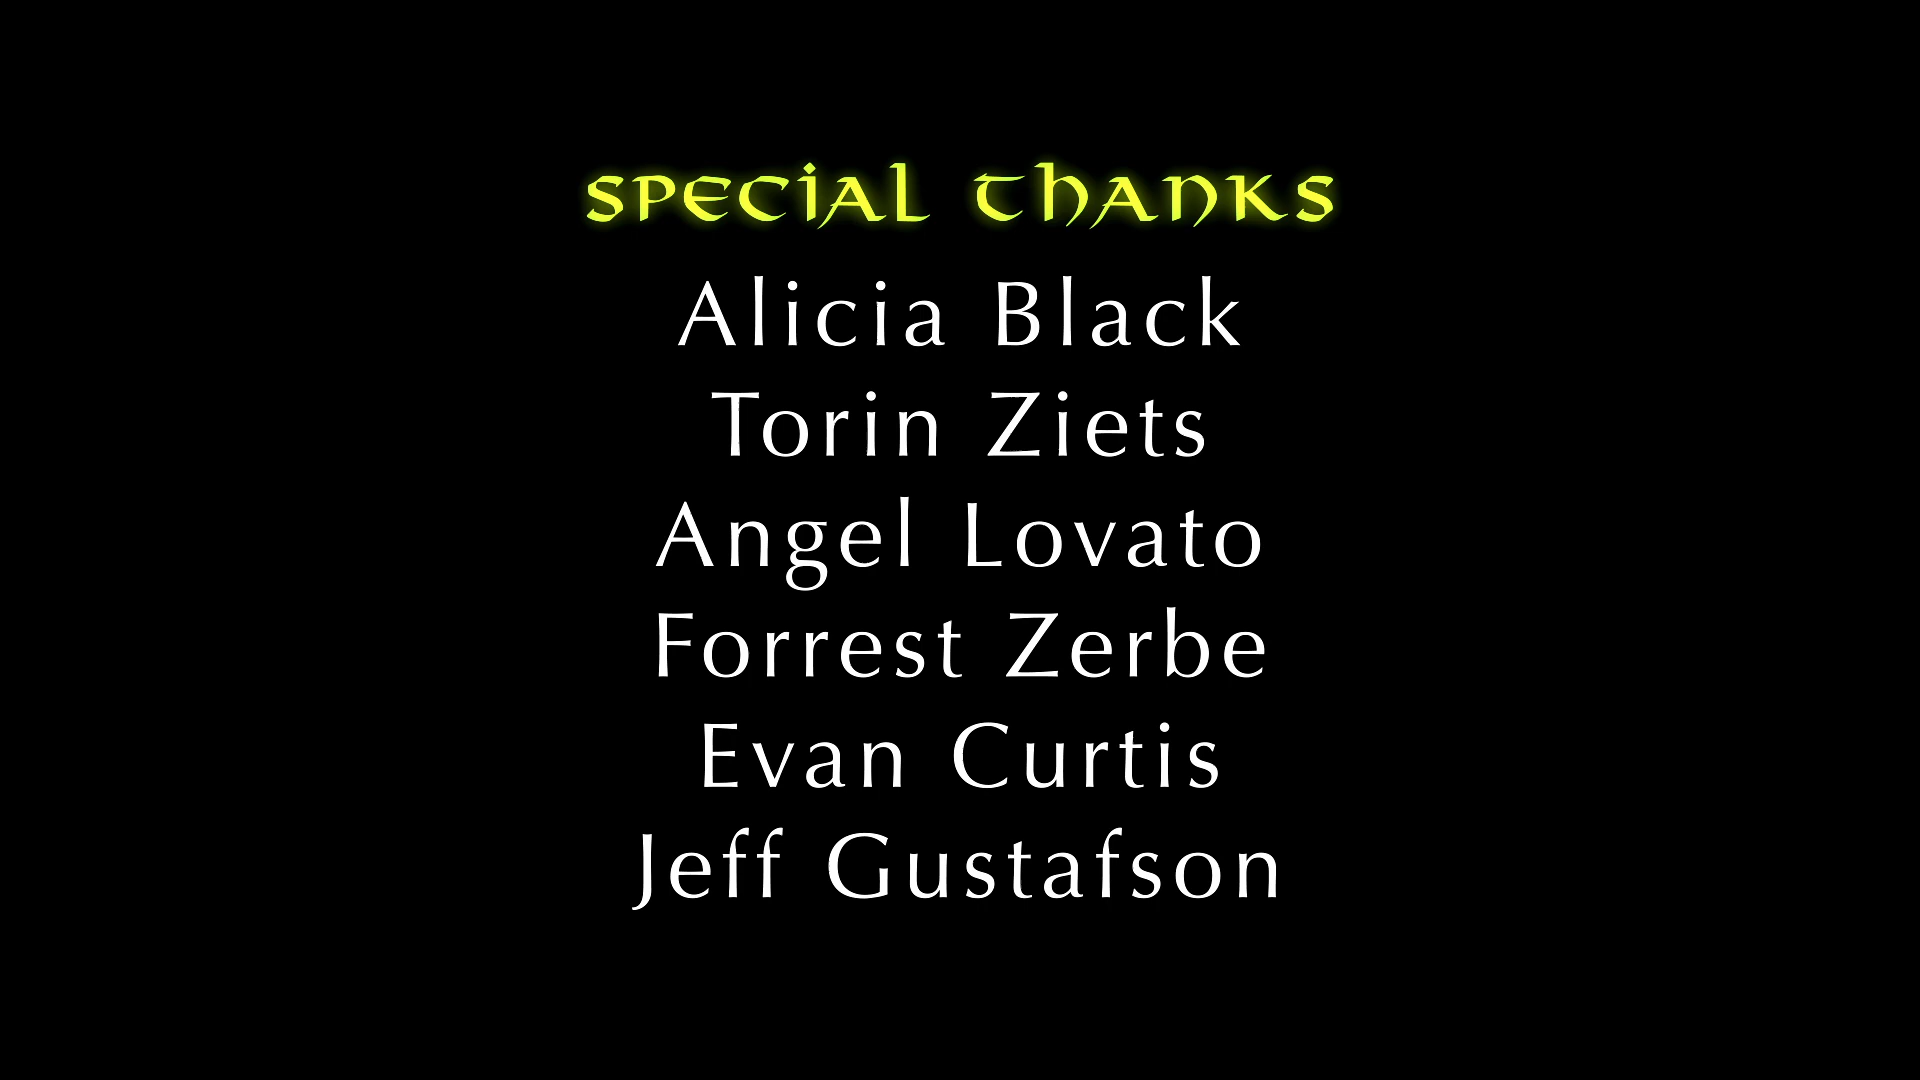 SPECIAL THANKS
Alicia Black
Torin Ziets
Angel Lovato
Forrest Zerbe
Evan Curtis
Jeff Gustafson